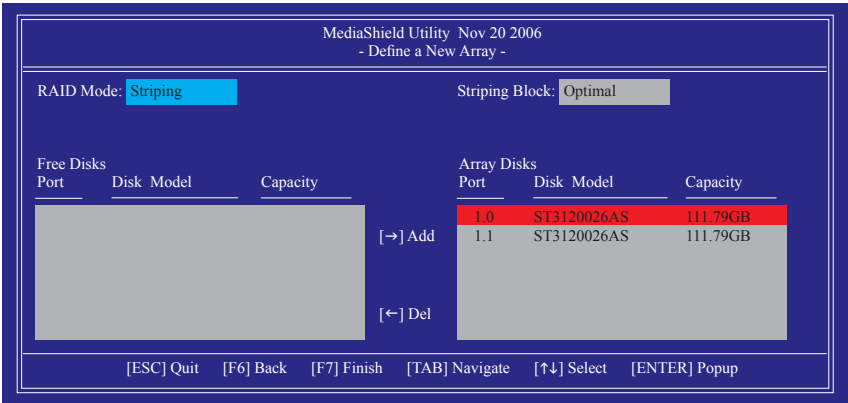 MediaShield Utility Nov 20 2006
- Define a New Array -
RAID Mode: Striping Striping Block: Optimal
Free Disks Array Disks
Port Disk Model Capacity Port Disk Model Capacity
1.0 ST3120026AS 111.79GB
[→] Add 1.1 ST3120026AS 111.79GB
[←] Del
[ESC] Quit [F6] Back [F7] Finish [TAB] Navigate [↑↓] Select [ENTER] Popup